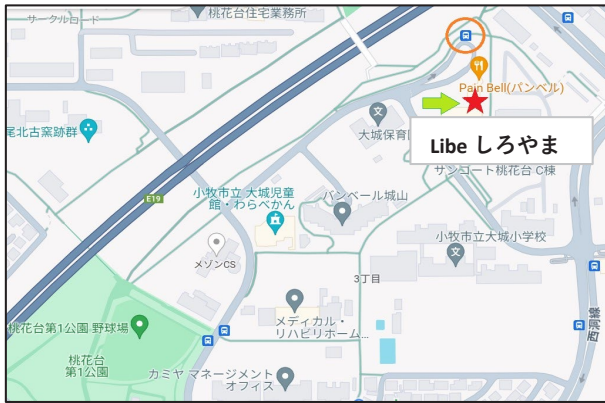 サークルロード
桃花台住宅業務所
Pain Bell(パンベル)
尾北古窯跡群
大城保育
Libe しろやま
サンコート桃花台 C棟
E19
小牧市立 大城児童
館・わらべかん
バンベール城山
小牧市立大城小学校
メゾンCS
3丁目
メディカル・
リハビリホーム...
西洞線
桃花台第1公園 野球場
桃花台
第1公園
カミヤ マネージメント
オフィス
文
文